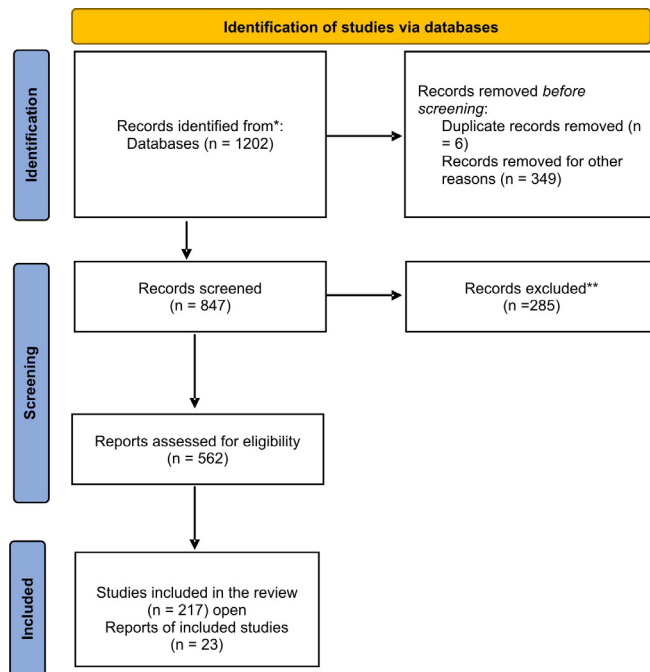 Identification of studies via databases
Identification
Records identified from*:
Databases (n = 1202)
Records removed before
screening:
Duplicate records removed (n
= 6)
Records removed for other
reasons (n = 349)
Screening
Records screened
(n = 847)
Records excluded**
(n =285)
Reports assessed for eligibility
(n = 562)
Included
Studies included in the review
(n = 217) open
Reports of included studies
(n = 23)